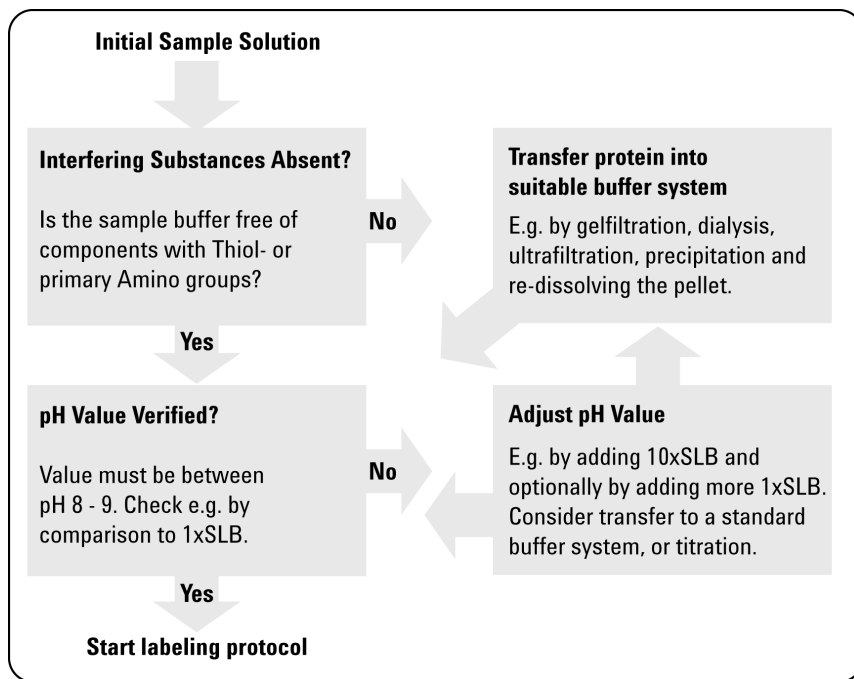 Initial Sample Solution
Interfering Substances Absent?
Is the sample buffer free of
components with Thiol- or
primary Amino groups?
No
Transfer protein into
suitable buffer system
E.g. by gelfiltration, dialysis,
ultrafiltration, precipitation and
re-dissolving the pellet.
Yes
pH Value Verified?
Value must be between
pH 8 - 9. Check e.g. by
comparison to 1xSLB.
No
Adjust pH Value
E.g. by adding 10xSLB and
optionally by adding more 1xSLB.
Consider transfer to a standard
buffer system, or titration.
Yes
Start labeling protocol